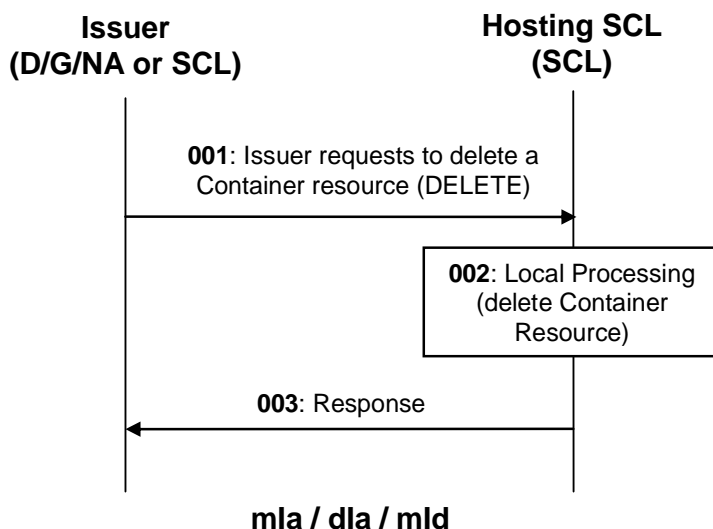 Issuer
(D/G/NA or SCL)
Hosting SCL
(SCL)
001: Issuer requests to delete a
Container resource (DELETE)
002: Local Processing
(delete Container
Resource)
003: Response
mIa / dIa / mId